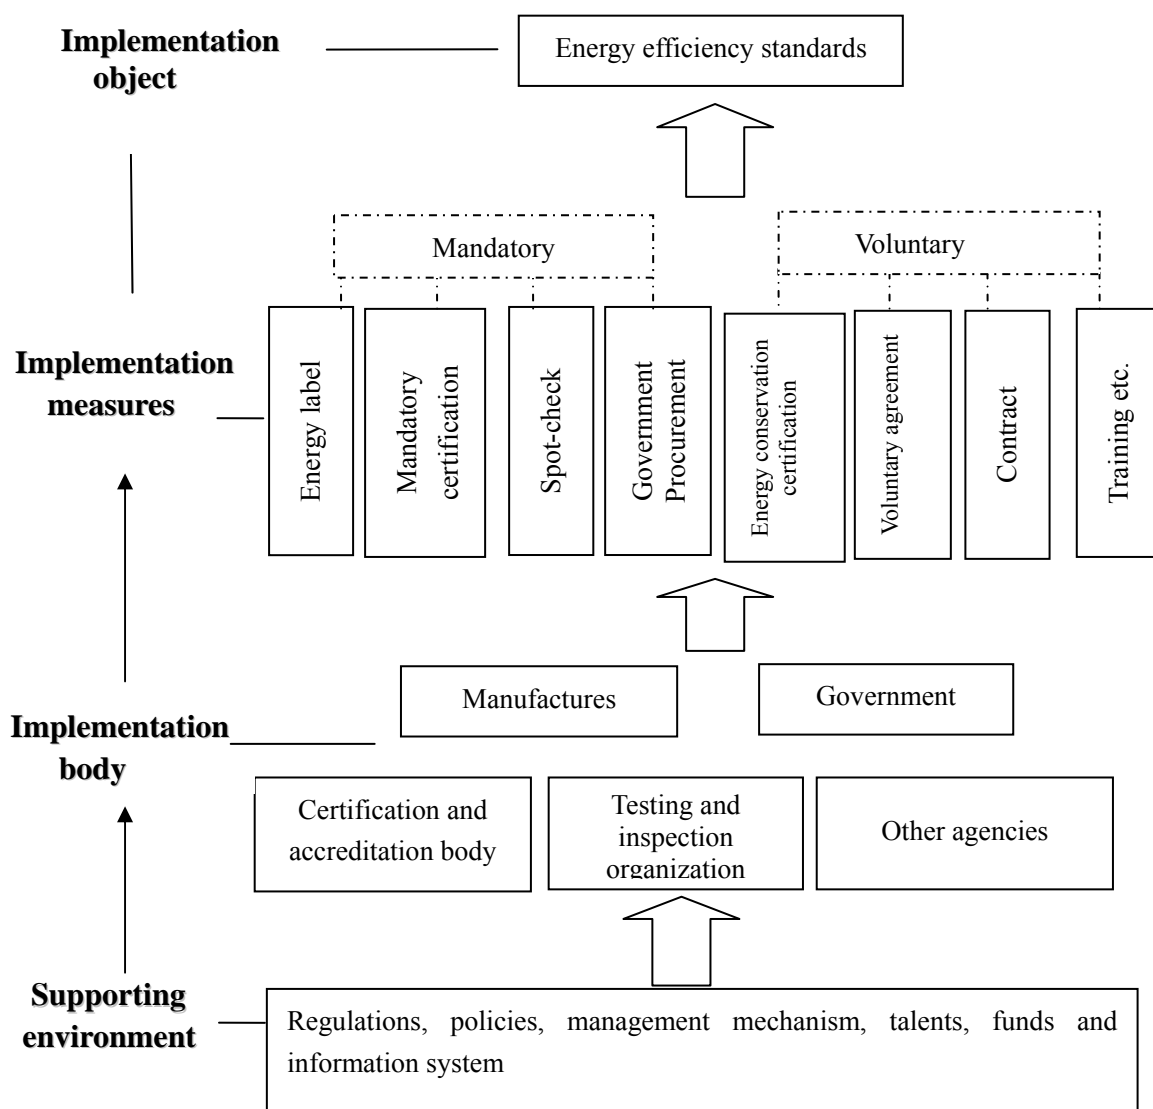 Implementation
object
Energy efficiency standards
Mandatory
Voluntary
Implementation
measures
Energy label
Mandatory
certification
Spot-check
Government
Procurement
Energy conservation
certification
Voluntary agreement
Contract
Training etc.
Manufactures
Government
Implementation
body
Certification and
accreditation body
Testing and
inspection
organization
Other agencies
Supporting
environment
Regulations, policies, management mechanism, talents, funds and
information system